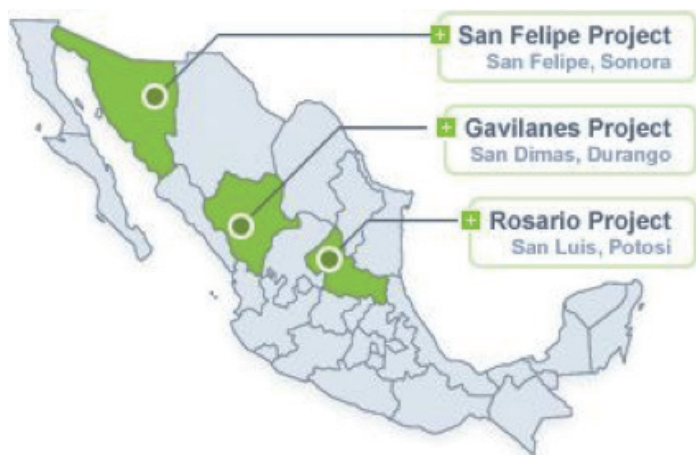 San Felipe Project
San Felipe, Sonora
Gavilanes Project
San Dimas, Durango
Rosario Project
San Luis, Potosi